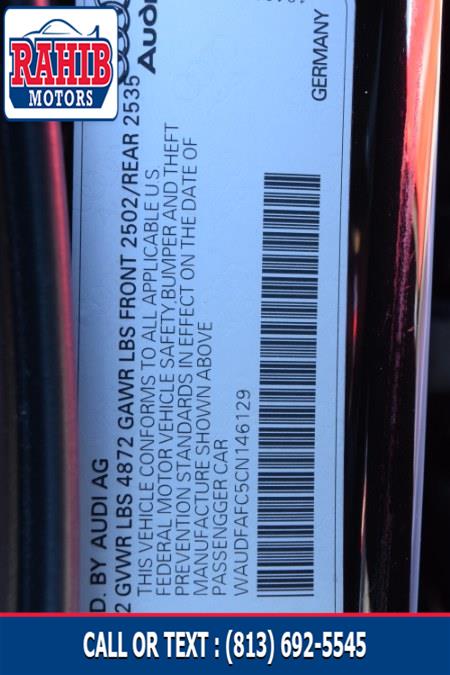 RAHIB
MOTORS
Audi
D. BY AUDI AG
2 GVWR LBS 4872 GAWR LBS FRONT 2502/REAR 2535
THIS VEHICLE CONFORMS TO ALL APPLICABLE U.S.
FEDERAL MOTOR VEHICLE SAFETY BUMPER AND THEFT
PREVENTION STANDARDS IN EFFECT ON THE DATE OF
MANUFACTURE SHOWN ABOVE
PASSENGGER CAR
WAUDFAFC5CN146129
GERMANY
CALL OR TEXT : (813) 692-5545